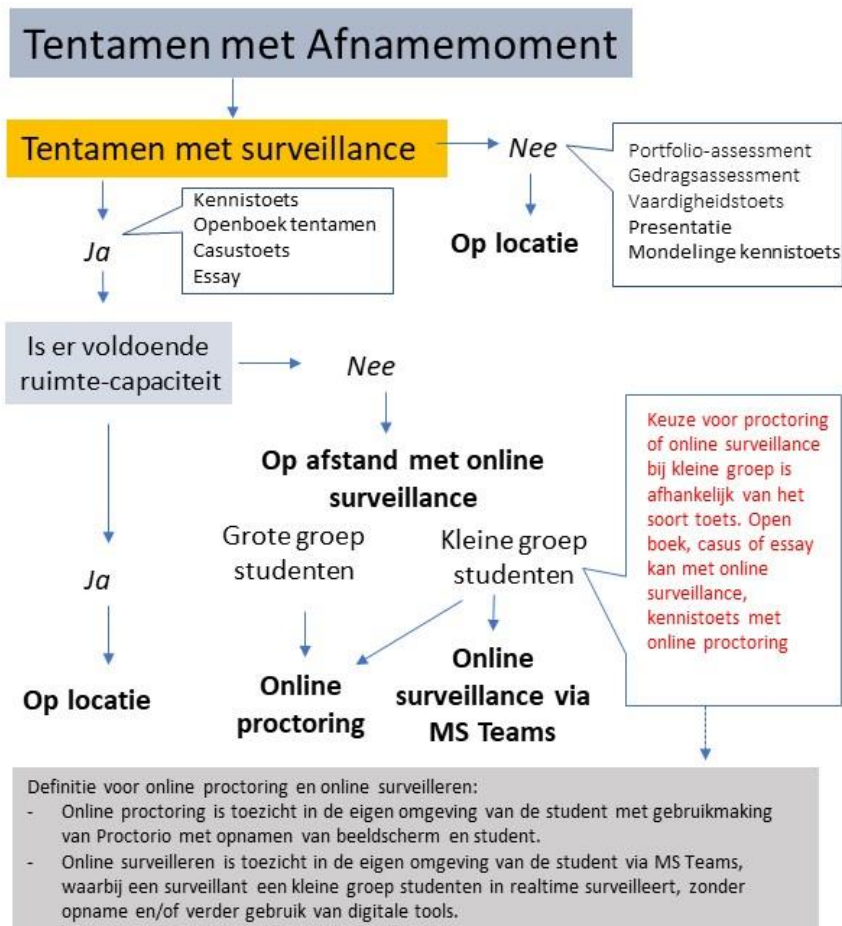 Tentamen met Afnamemoment
Tentamen met surveillance
Nee
Portfolio-assessment
Gedragsassessment
Vaardigheidstoets
Presentatie
Mondelinge kennistoets
Op locatie
Ja
Kennistoets
Openboek tentamen
Casustoets
Essay
Is er voldoende
ruimte-capaciteit
Nee
Op afstand met online
surveillance
Grote groep
studenten
Kleine groep
studenten
Keuze voor proctoring
of online surveillance
bij kleine groep is
afhankelijk van het
soort toets. Open
boek, casus of essay
kan met online
surveillance,
kennistoets met
online proctoring
Ja
Op locatie
Online
proctoring
Online
surveillance via
MS Teams
Definitie voor online proctoring en online surveilleren:
- Online proctoring is toezicht in de eigen omgeving van de student met gebruikmaking
van Proctorio met opnamen van beeldscherm en student.
- Online surveilleren is toezicht in de eigen omgeving van de student via MS Teams,
waarbij een surveillant een kleine groep studenten in realtime surveilleert, zonder
opname en/of verder gebruik van digitale tools.